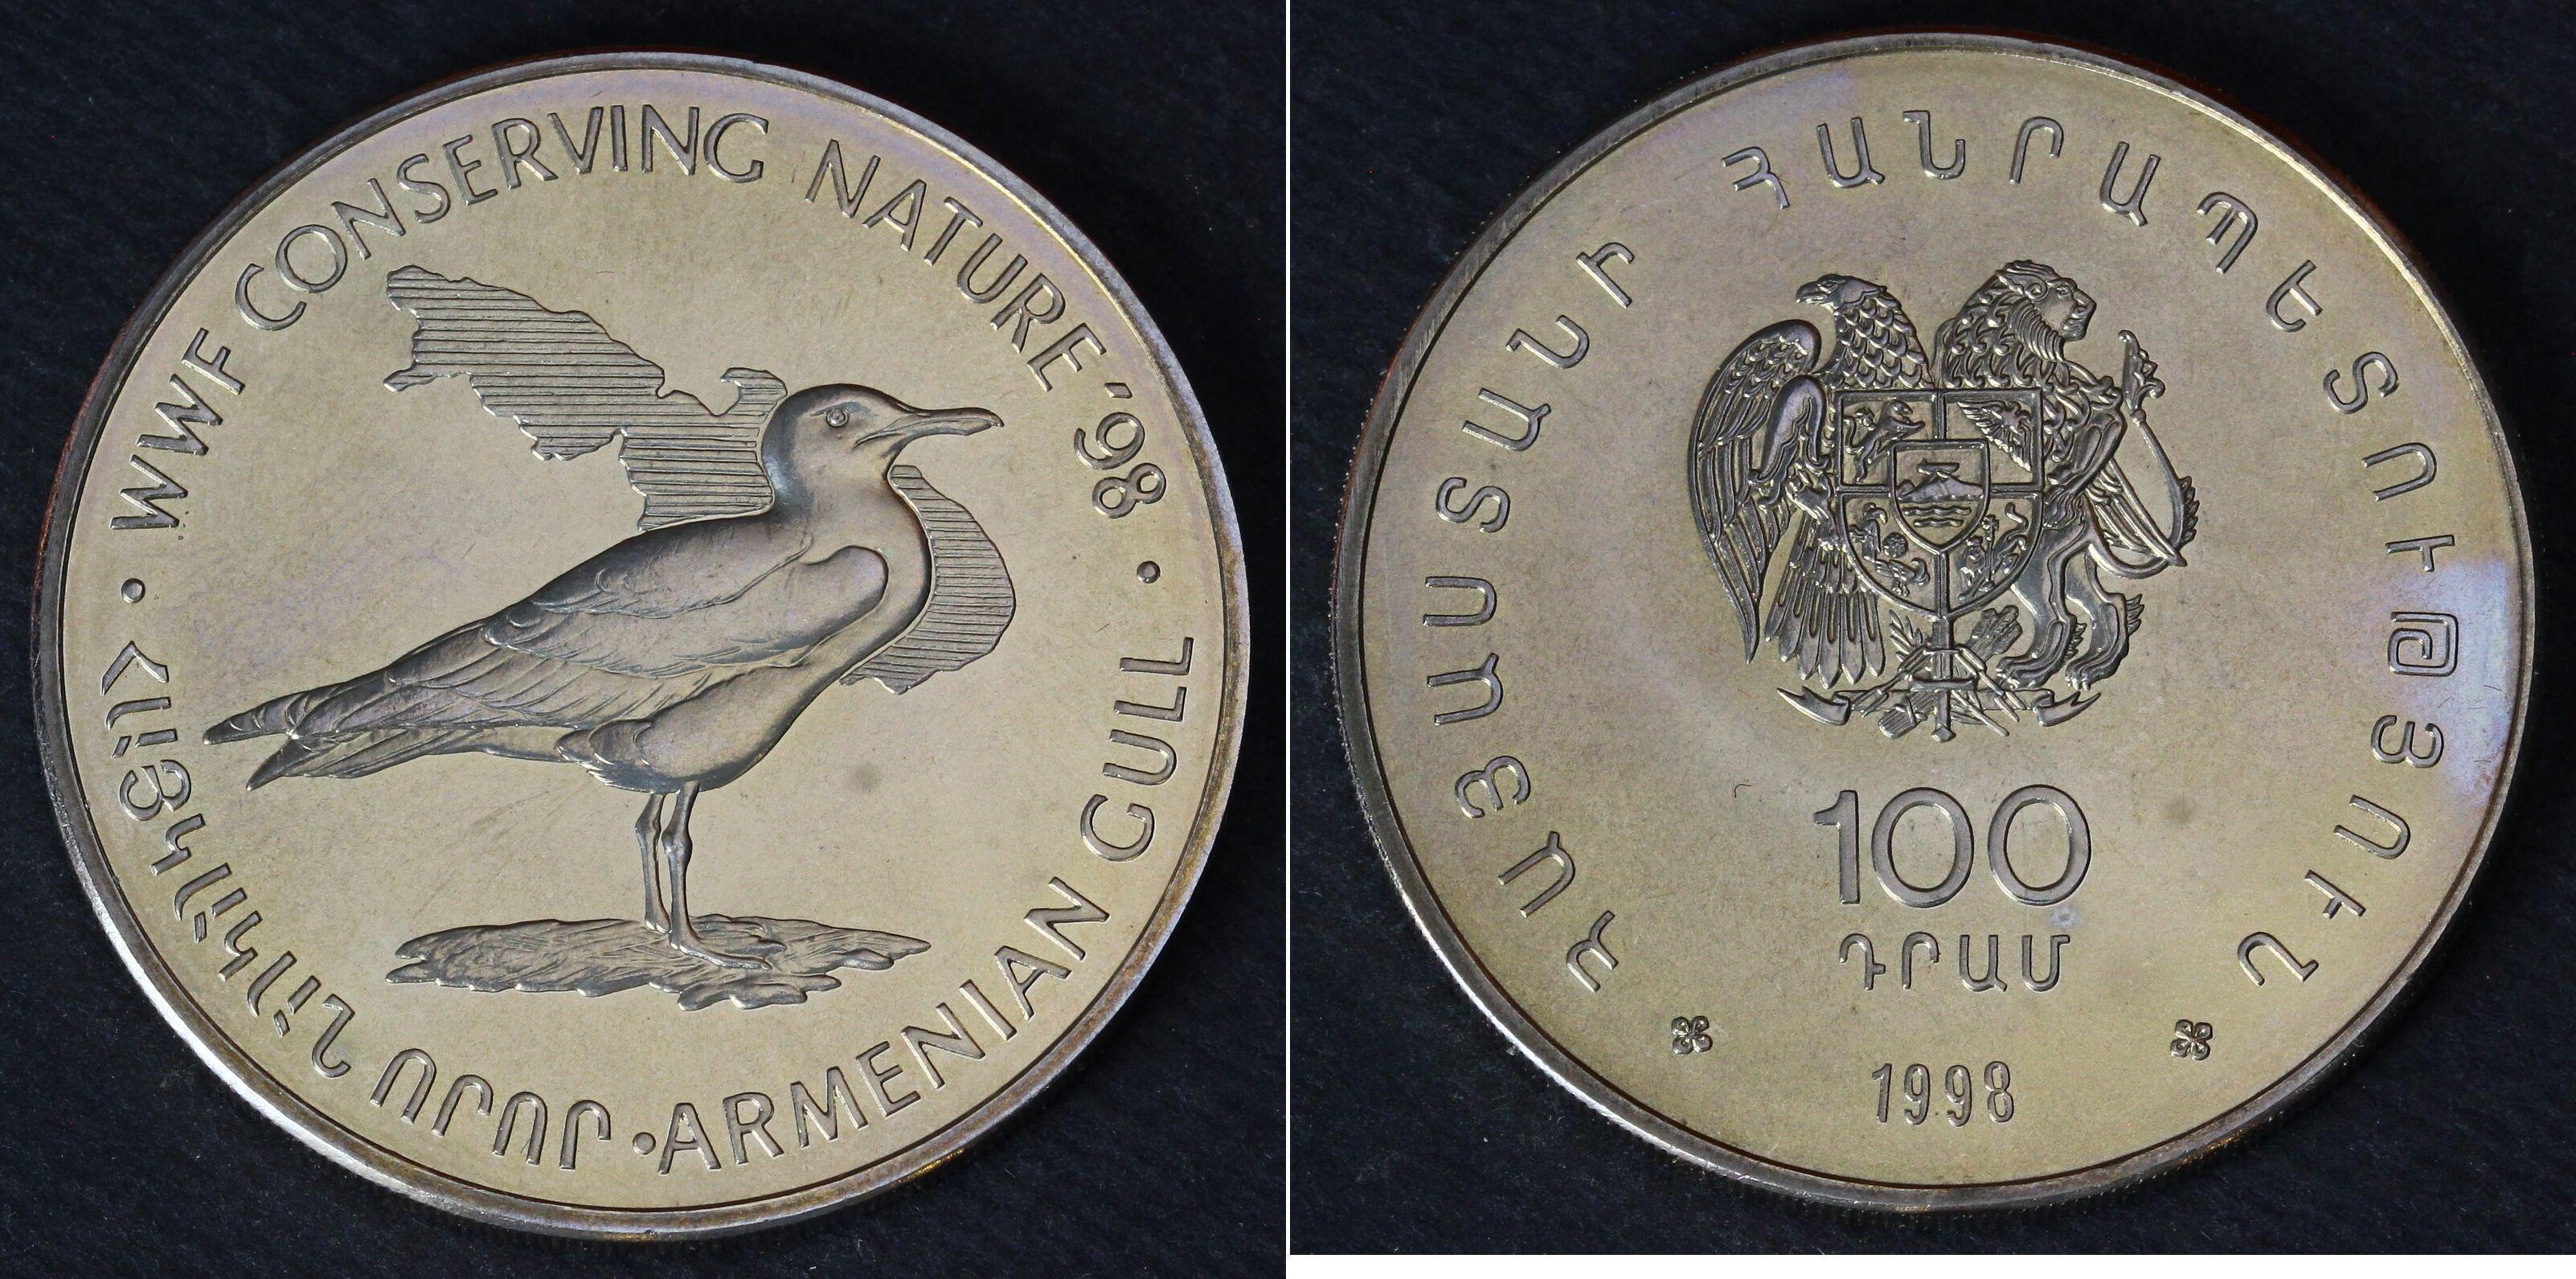 WWF CONSERVING NATURE '98
ՀԱՅԿԱԿԱՆ ՈՐՈՐ • ARMENIAN GULL
ՀԱՅԱՍՏԱՆԻ ՀԱՆՐԱՊԵՏՈՒԹՅՈՒՆ
100
ԴՐԱՄ
1998